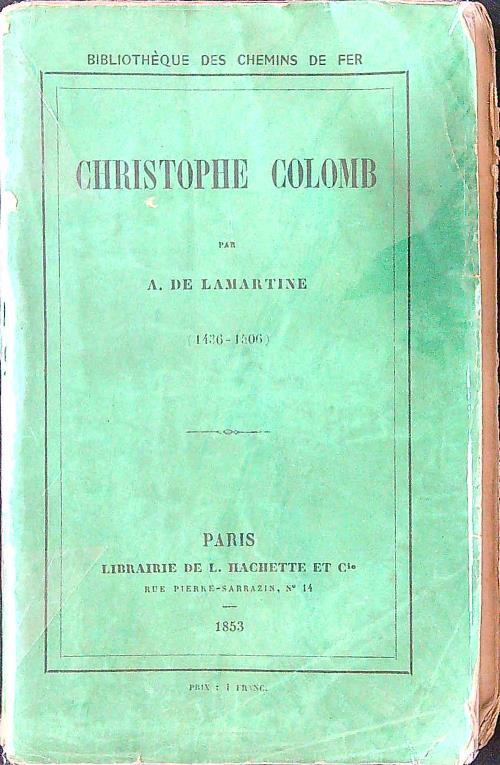 BIBLIOTHÈQUE DES CHEMINS DE FER
CHRISTOPHE COLOMB
PAR
A. DE LAMARTINE
(1436-1506)
PARIS
LIBRAIRIE DE L. HACHETTE ET Cie
RUE PIERRE-SARRAZIN, No 14
1853
PRIX : 1 FRANC.